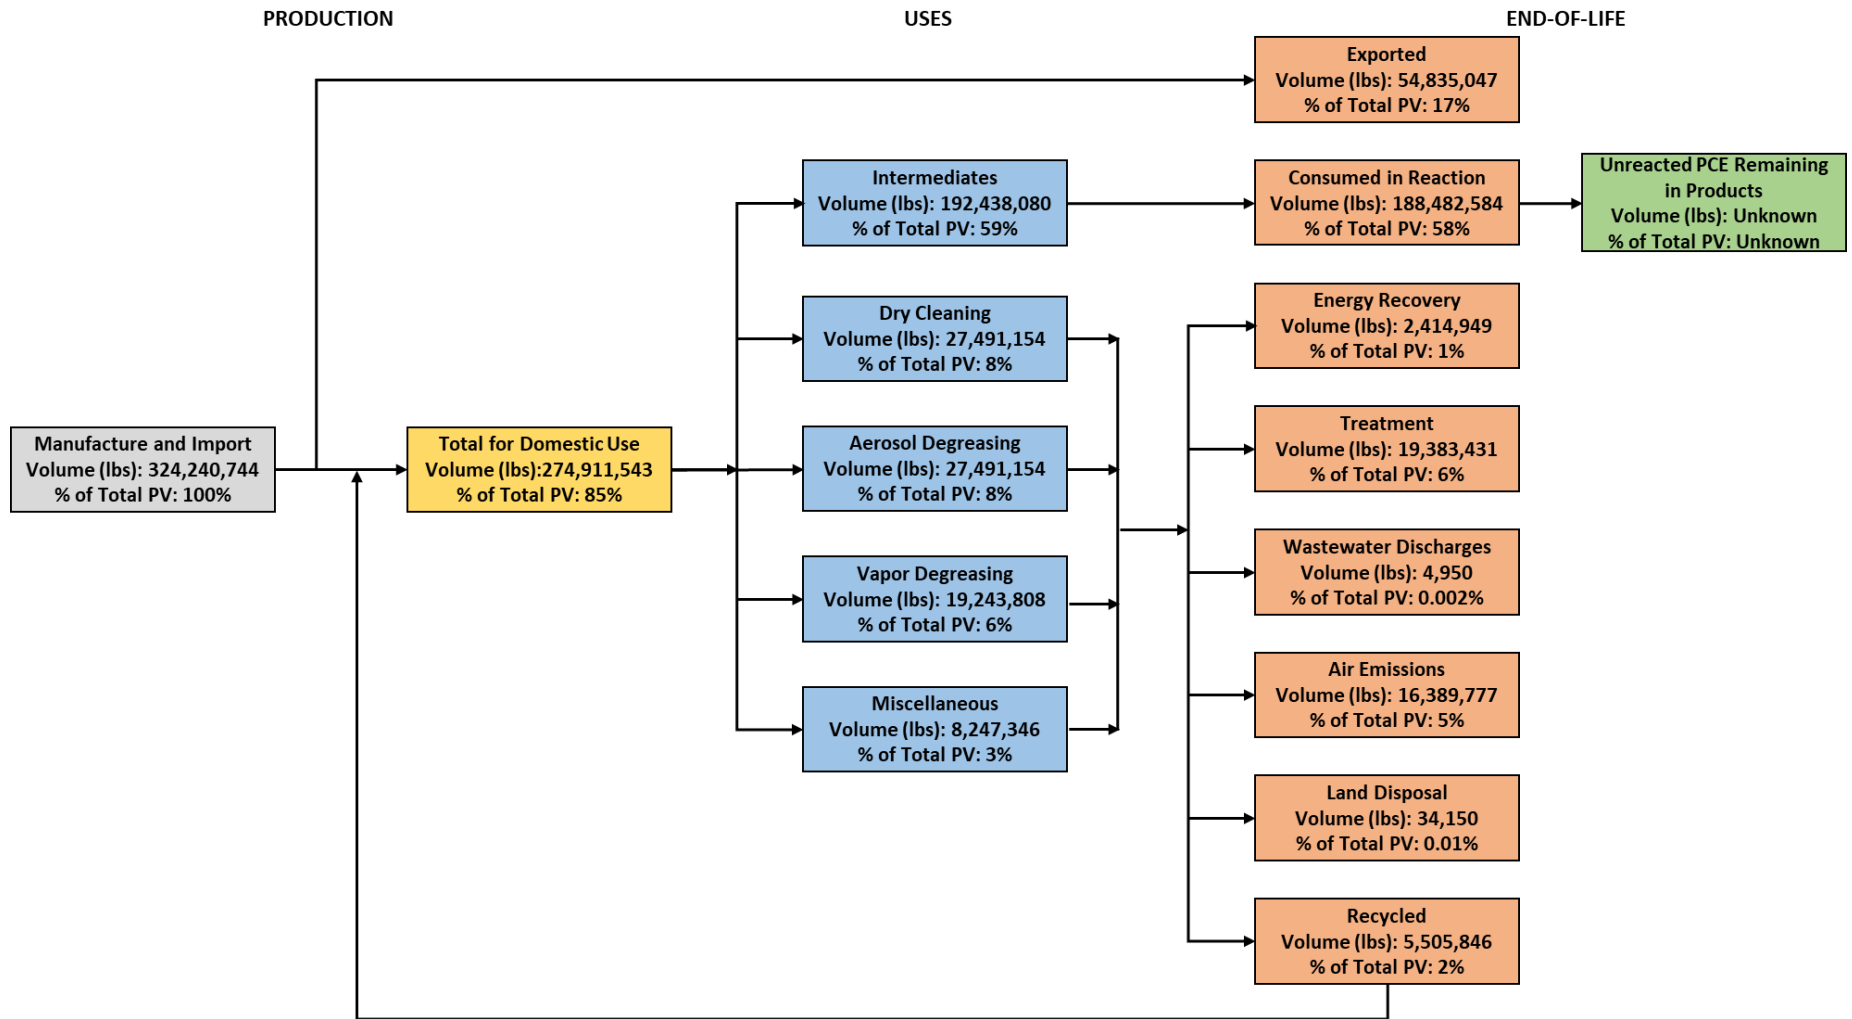 PRODUCTION
USES
END-OF-LIFE
Manufacture and Import
Volume (lbs): 324,240,744
% of Total PV: 100%
Total for Domestic Use
Volume (lbs):274,911,543
% of Total PV: 85%
Intermediates
Volume (lbs): 192,438,080
% of Total PV: 59%
Dry Cleaning
Volume (lbs): 27,491,154
% of Total PV: 8%
Aerosol Degreasing
Volume (lbs): 27,491,154
% of Total PV: 8%
Vapor Degreasing
Volume (lbs): 19,243,808
% of Total PV: 6%
Miscellaneous
Volume (lbs): 8,247,346
% of Total PV: 3%
Exported
Volume (lbs): 54,835,047
% of Total PV: 17%
Consumed in Reaction
Volume (lbs): 188,482,584
% of Total PV: 58%
Unreacted PCE Remaining
in Products
Volume (lbs): Unknown
% of Total PV: Unknown
Energy Recovery
Volume (lbs): 2,414,949
% of Total PV: 1%
Treatment
Volume (lbs): 19,383,431
% of Total PV: 6%
Wastewater Discharges
Volume (lbs): 4,950
% of Total PV: 0.002%
Air Emissions
Volume (lbs): 16,389,777
% of Total PV: 5%
Land Disposal
Volume (lbs): 34,150
% of Total PV: 0.01%
Recycled
Volume (lbs): 5,505,846
% of Total PV: 2%